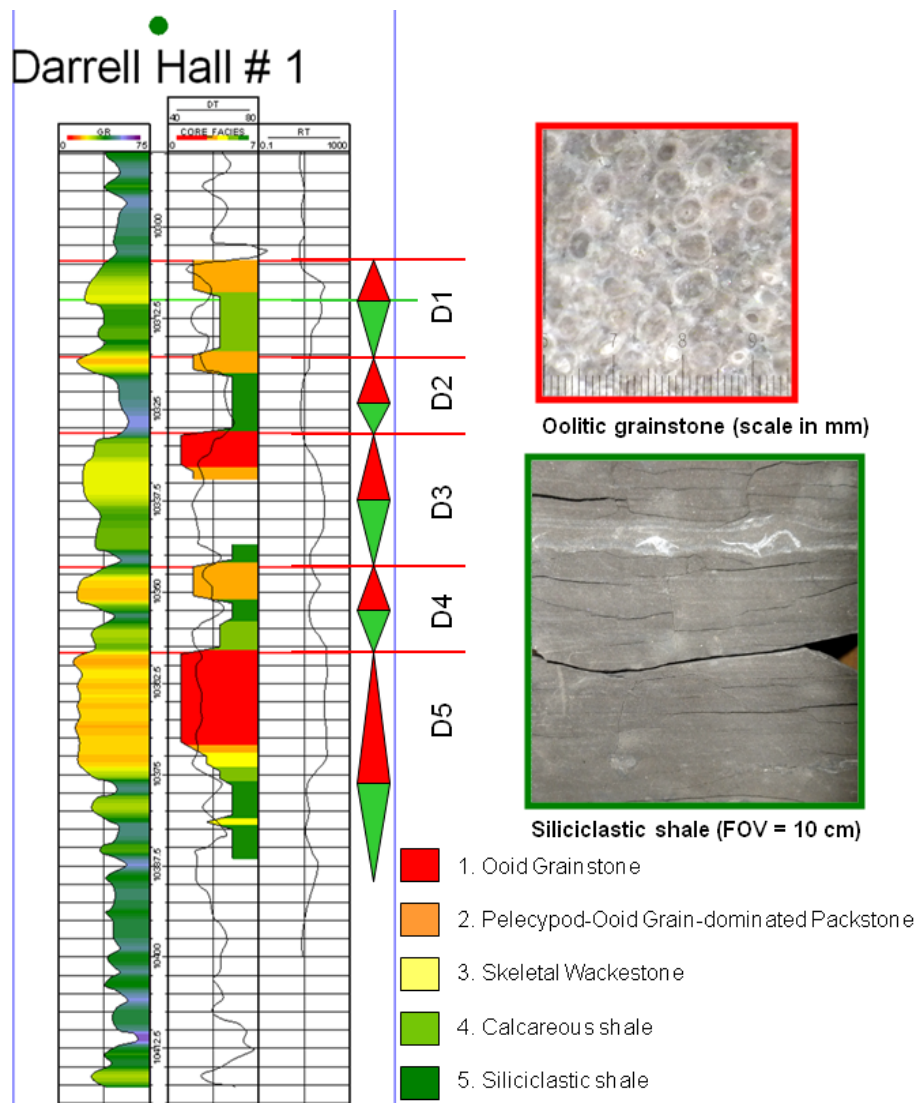 Darrell Hall # 1
DT
40 80
GR CORE FACIES RT
0 75 0 7 0.1 1000
10300
10312.5
10325
10337.5
10350
10362.5
10375
10387.5
10400
10412.5
D1
D2
D3
D4
D5
7 8 9
Oolitic grainstone (scale in mm)
Siliciclastic shale (FOV = 10 cm)
1. Ooid Grainstone
2. Pelecypod-Ooid Grain-dominated Packstone
3. Skeletal Wackestone
4. Calcareous shale
5. Siliciclastic shale